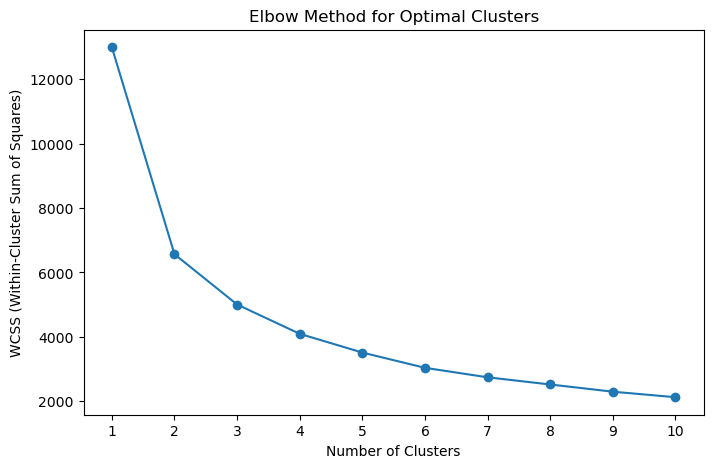 Elbow Method for Optimal Clusters
WCSS (Within-Cluster Sum of Squares)
12000
10000
8000
6000
4000
2000
1 2 3 4 5 6 7 8 9 10
Number of Clusters